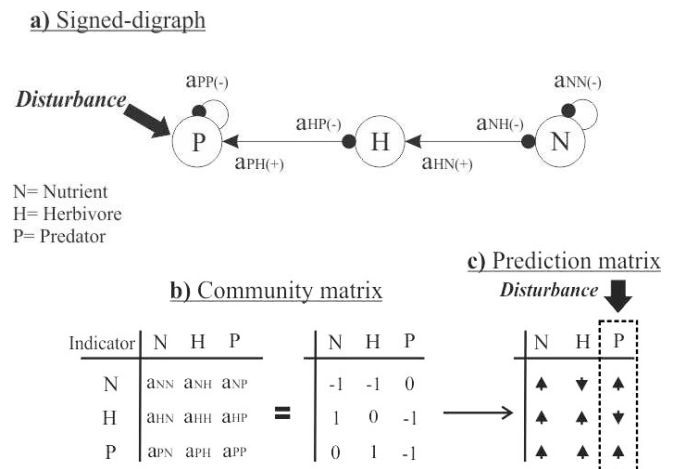 a) Signed-digraph
aPP(-)
aNN(-)
Disturbance
aHP(-)
aNH(-)
P
H
N
aPH(+)
aHN(+)
N= Nutrient
H= Herbivore
P= Predator
c) Prediction matrix
b) Community matrix
Disturbance
Indicator N H P
N H P
N H P
N aNN aNH aNP
-1 -1 0
H aHN aHH aHP
=
1 0 -1
P aPN aPH aPP
0 1 -1